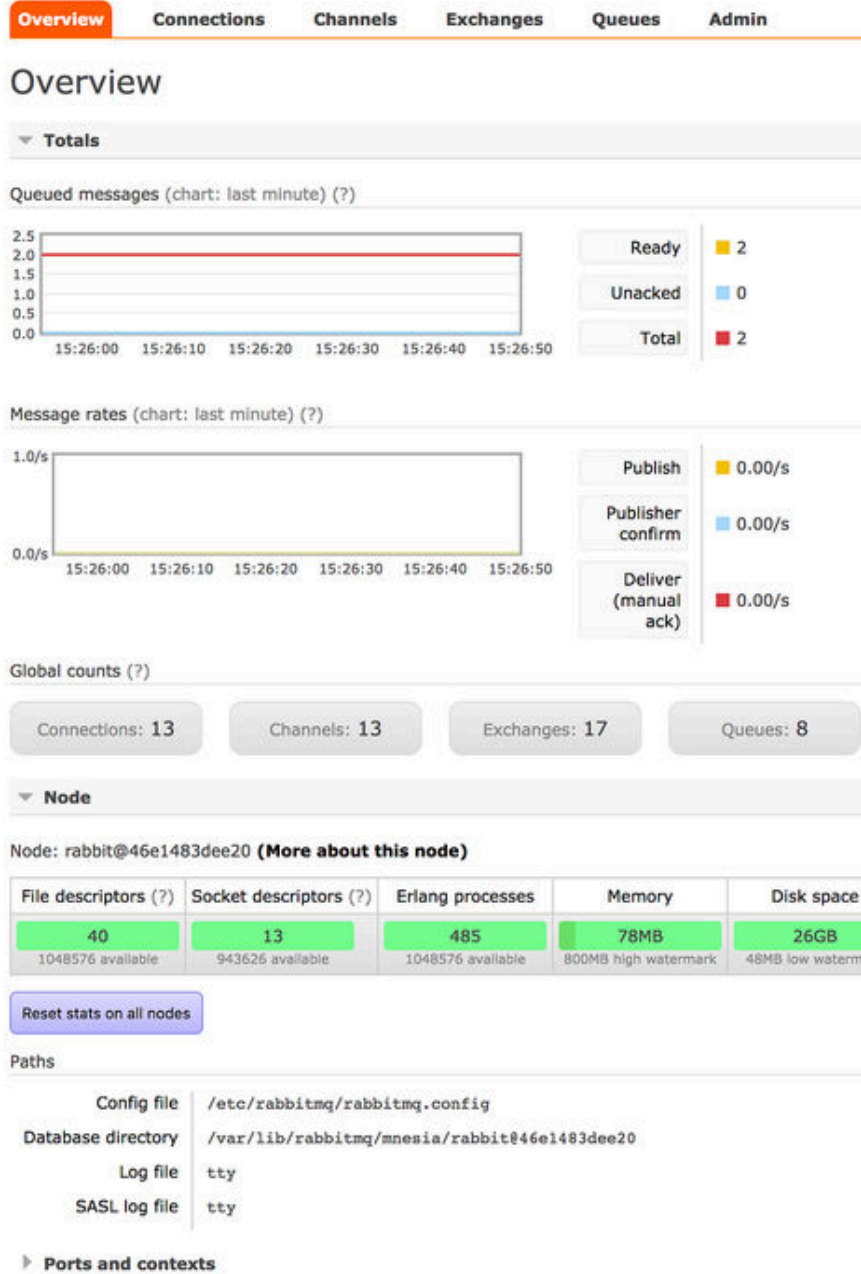 Overview Connections Channels Exchanges Queues Admin
Overview
Totals
Queued messages (chart: last minute) (?)
2.5
2.0
1.5
1.0
0.5
0.0
15:26:00 15:26:10 15:26:20 15:26:30 15:26:40 15:26:50
Ready 2
Unacked 0
Total 2
Message rates (chart: last minute) (?)
1.0/s
0.0/s
15:26:00 15:26:10 15:26:20 15:26:30 15:26:40 15:26:50
Publish 0.00/s
Publisher
confirm 0.00/s
Deliver
(manual 0.00/s
ack)
Global counts (?)
Connections: 13 Channels: 13 Exchanges: 17 Queues: 8
Node
Node: rabbit@46e1483dee20 (More about this node)
File descriptors (?) Socket descriptors (?) Erlang processes Memory Disk space
40 13 485 78MB 26GB
1048576 available 943626 available 1048576 available 800MB high watermark 48MB low waterm
Reset stats on all nodes
Paths
Config file /etc/rabbitmq/rabbitmq.config
Database directory /var/lib/rabbitmq/mnesia/rabbit@46e1483dee20
Log file tty
SASL log file tty
Ports and contexts